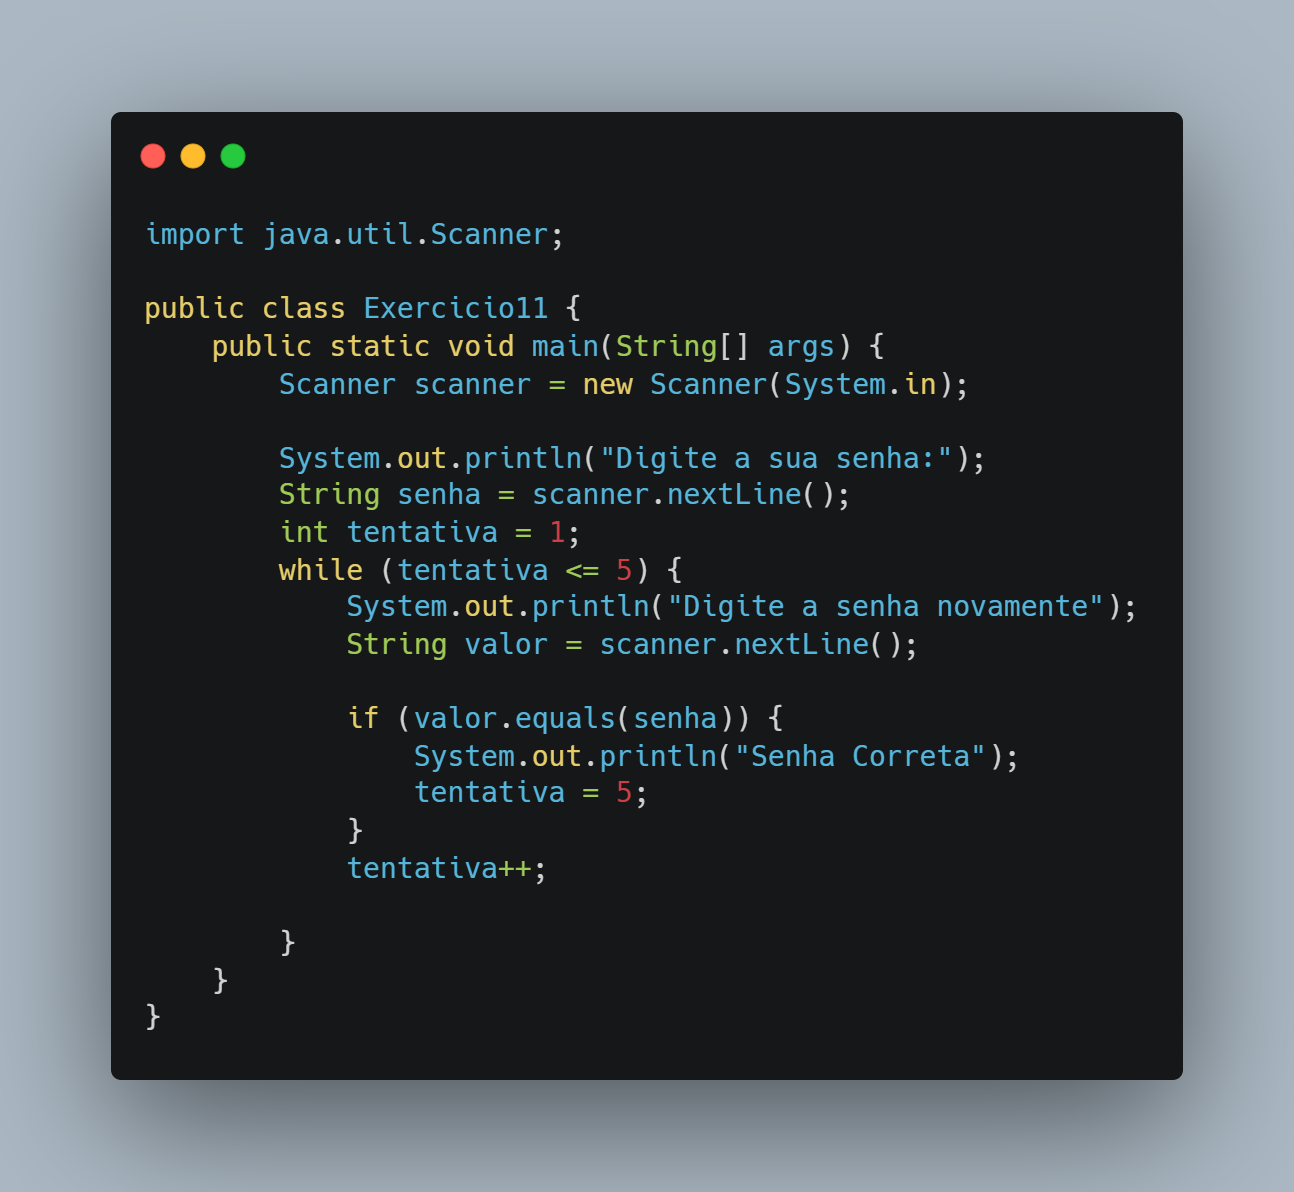 import java.util.Scanner;
public class Exercicio11 {
    public static void main(String[] args) {
        Scanner scanner = new Scanner(System.in);
        System.out.println("Digite a sua senha:");
        String senha = scanner.nextLine();
        int tentativa = 1;
        while (tentativa <= 5) {
            System.out.println("Digite a senha novamente");
            String valor = scanner.nextLine();
            if (valor.equals(senha)) {
                System.out.println("Senha Correta");
                tentativa = 5;
            }
            tentativa++;
        }
    }
}